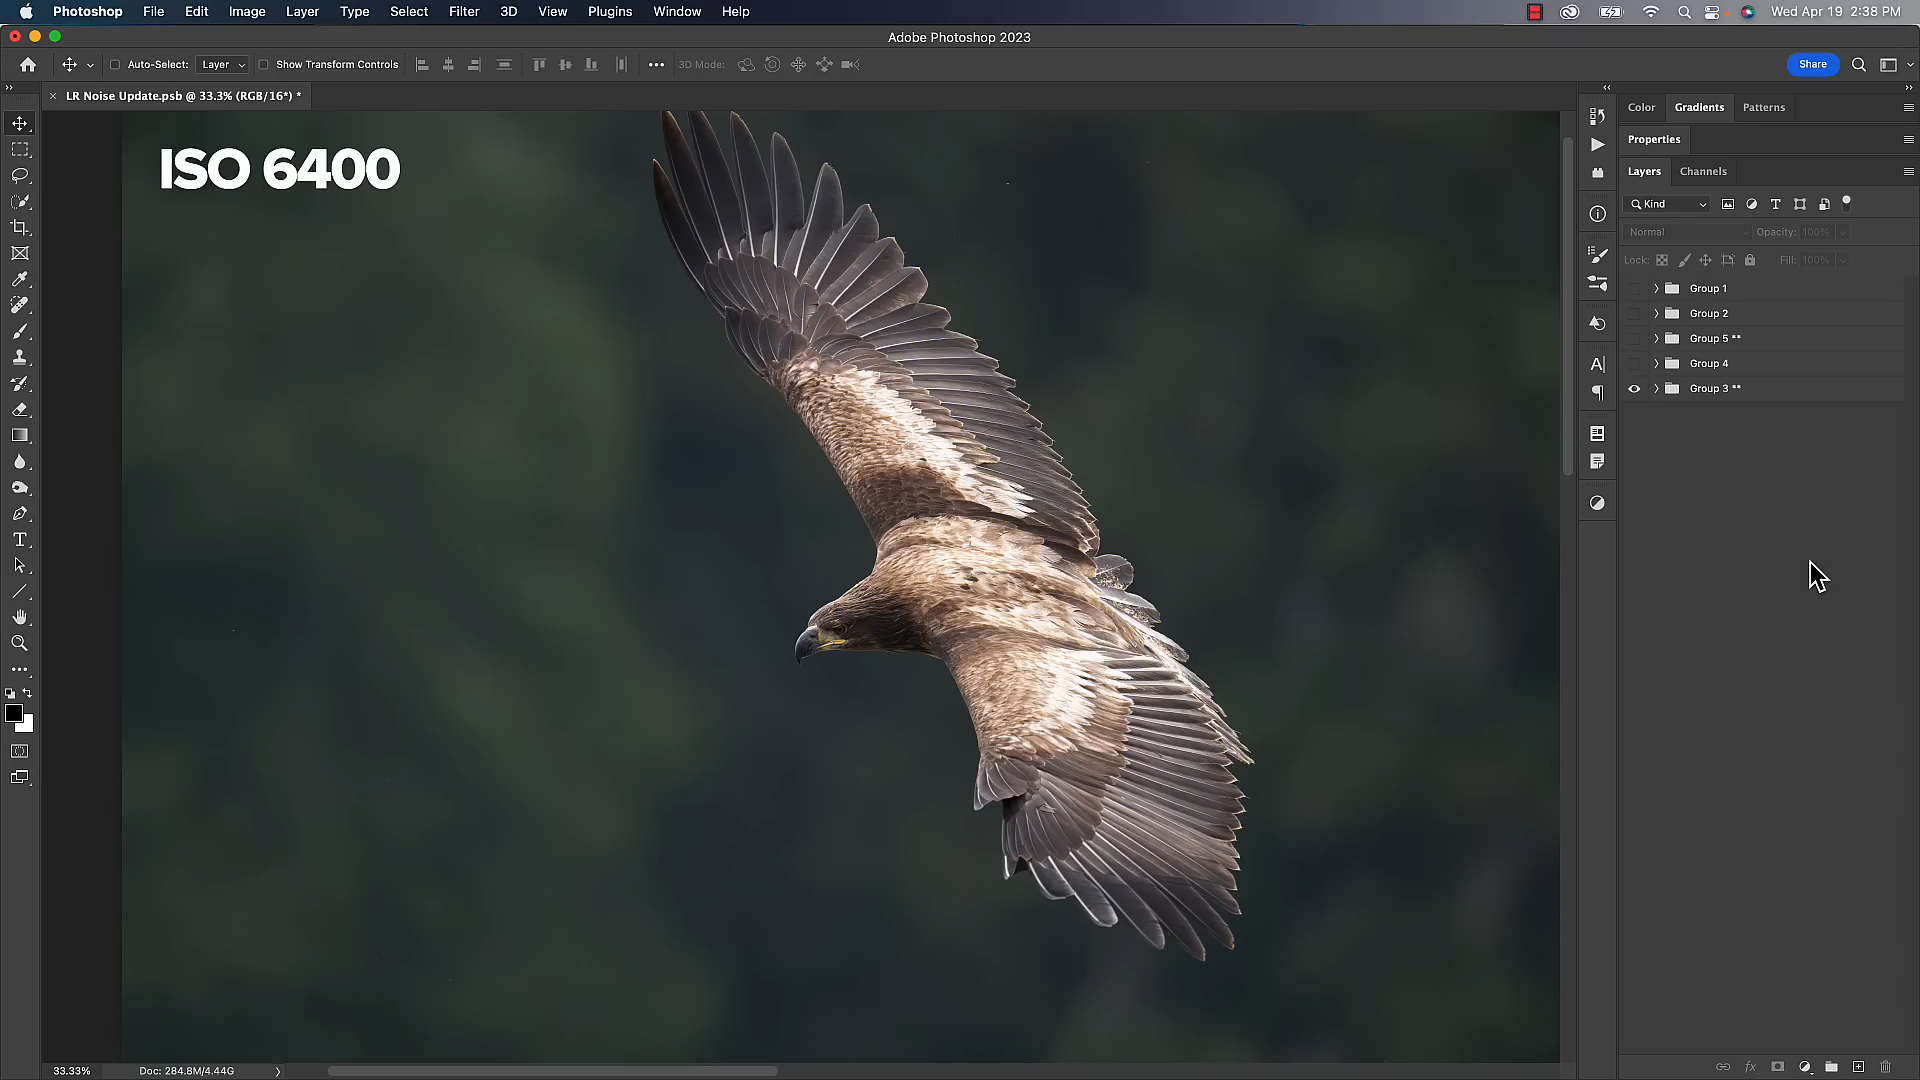 Photoshop File Edit Image Layer Type Select Filter 3D View Plugins Window Help Wed Apr 19 2:38 PM
Adobe Photoshop 2023
Auto-Select: Layer Show Transform Controls 3D Mode: Share
LR Noise Update.psb @ 33.3% (RGB/16*) *
Color Gradients Patterns
Properties
Layers Channels
Kind
Normal Opacity: 100%
Lock: Fill: 100%
Group 1
Group 2
Group 5 **
Group 4
Group 3 **
ISO 6400
33.33% Doc: 284.8M/4.44G